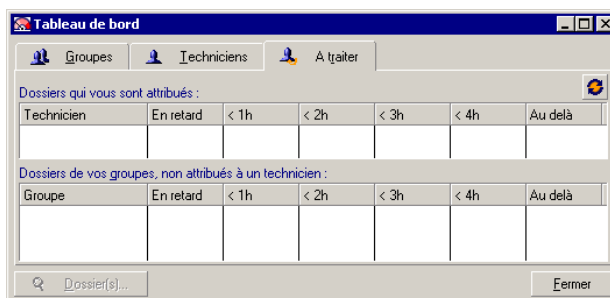 Tableau de bord
Groupes Techniciens A traiter
Dossiers qui vous sont attribués :
Technicien En retard < 1h < 2h < 3h < 4h Au delà
Dossiers de vos groupes, non attribués à un technicien :
Groupe En retard < 1h < 2h < 3h < 4h Au delà
Dossier(s)... Fermer